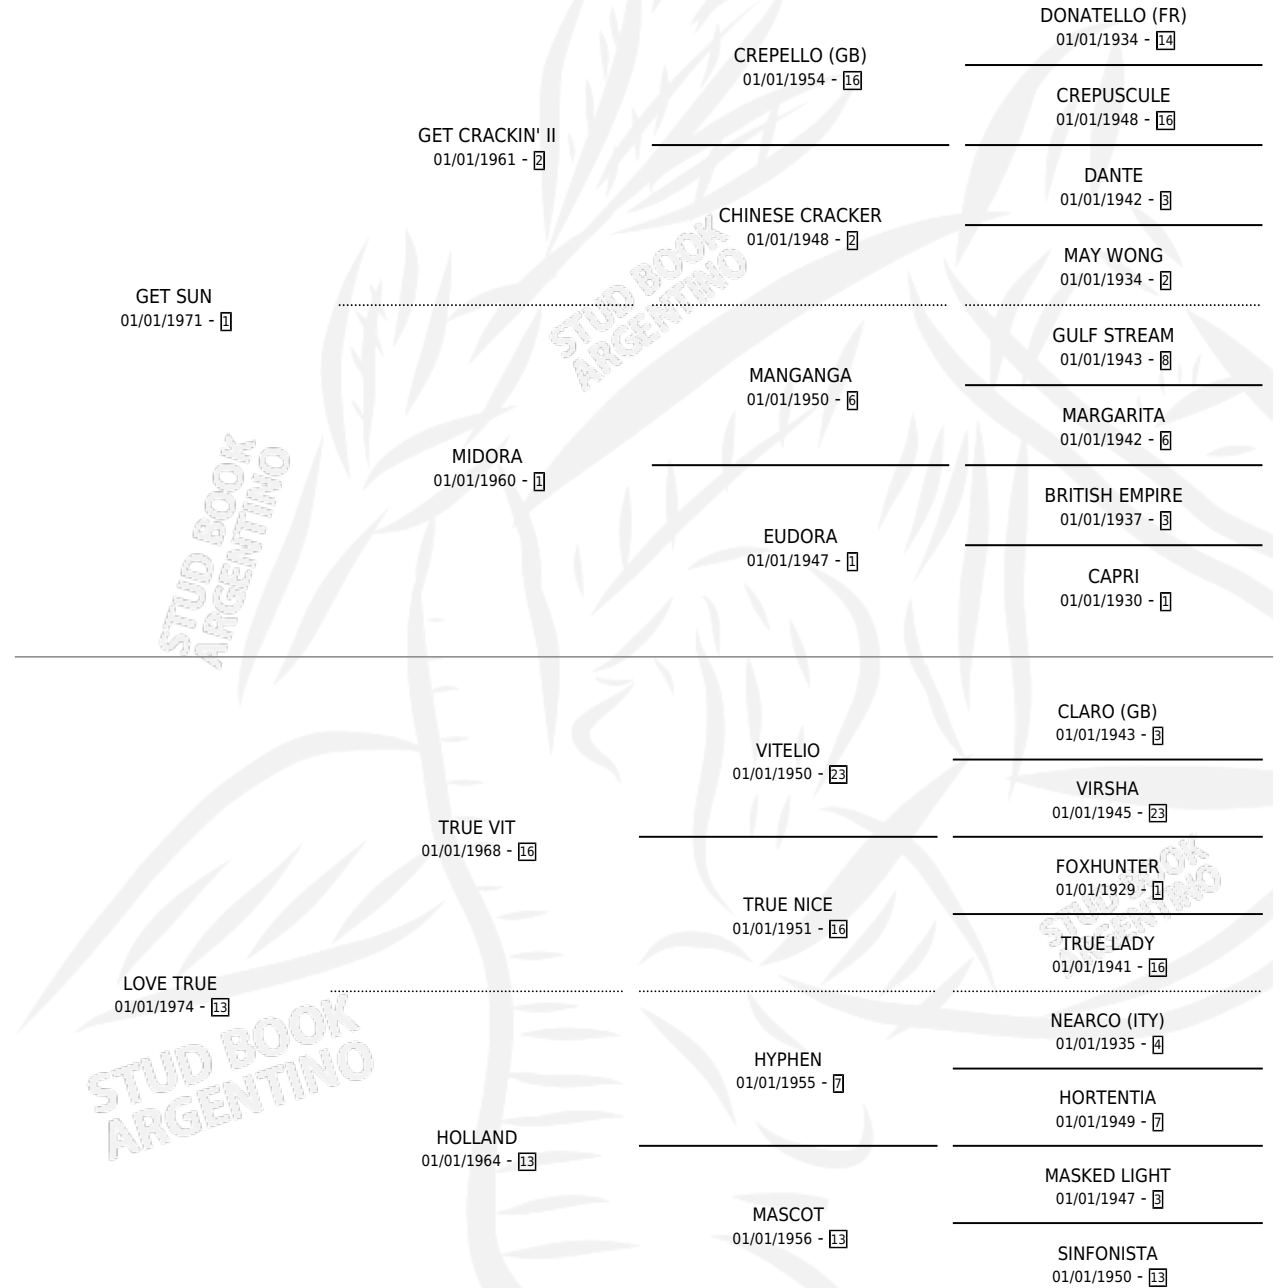 DONATELLO (FR)
01/01/1934 - 14
CREPELLO (GB)
01/01/1954 - 16
CREPUSCULE
01/01/1948 - 16
GET CRACKIN' II
01/01/1961 - 2
DANTE
01/01/1942 - 3
CHINESE CRACKER
01/01/1948 - 2
MAY WONG
01/01/1934 - 2
GET SUN
01/01/1971 - 1
STUD BOOK
ARGENTINO
GULF STREAM
01/01/1943 - 8
MANGANGA
01/01/1950 - 6
MARGARITA
01/01/1942 - 6
MIDORA
01/01/1960 - 1
BRITISH EMPIRE
01/01/1937 - 3
EUDORA
01/01/1947 - 1
CAPRI
01/01/1930 - 1
STUD BOOK
ARGENTINO
CLARO (GB)
01/01/1943 - 3
VITELIO
01/01/1950 - 23
VIRSHA
01/01/1945 - 23
TRUE VIT
01/01/1968 - 16
FOXHUNTER
01/01/1929 - 1
TRUE NICE
01/01/1951 - 16
TRUE LADY
01/01/1941 - 16
STUD BOOK
ARGENTINO
LOVE TRUE
01/01/1974 - 13
NEARCO (ITY)
01/01/1935 - 4
HYPHEN
01/01/1955 - 7
HORTENTIA
01/01/1949 - 7
STUD BOOK
ARGENTINO
HOLLAND
01/01/1964 - 13
MASKED LIGHT
01/01/1947 - 3
MASCOT
01/01/1956 - 13
SINFONISTA
01/01/1950 - 13